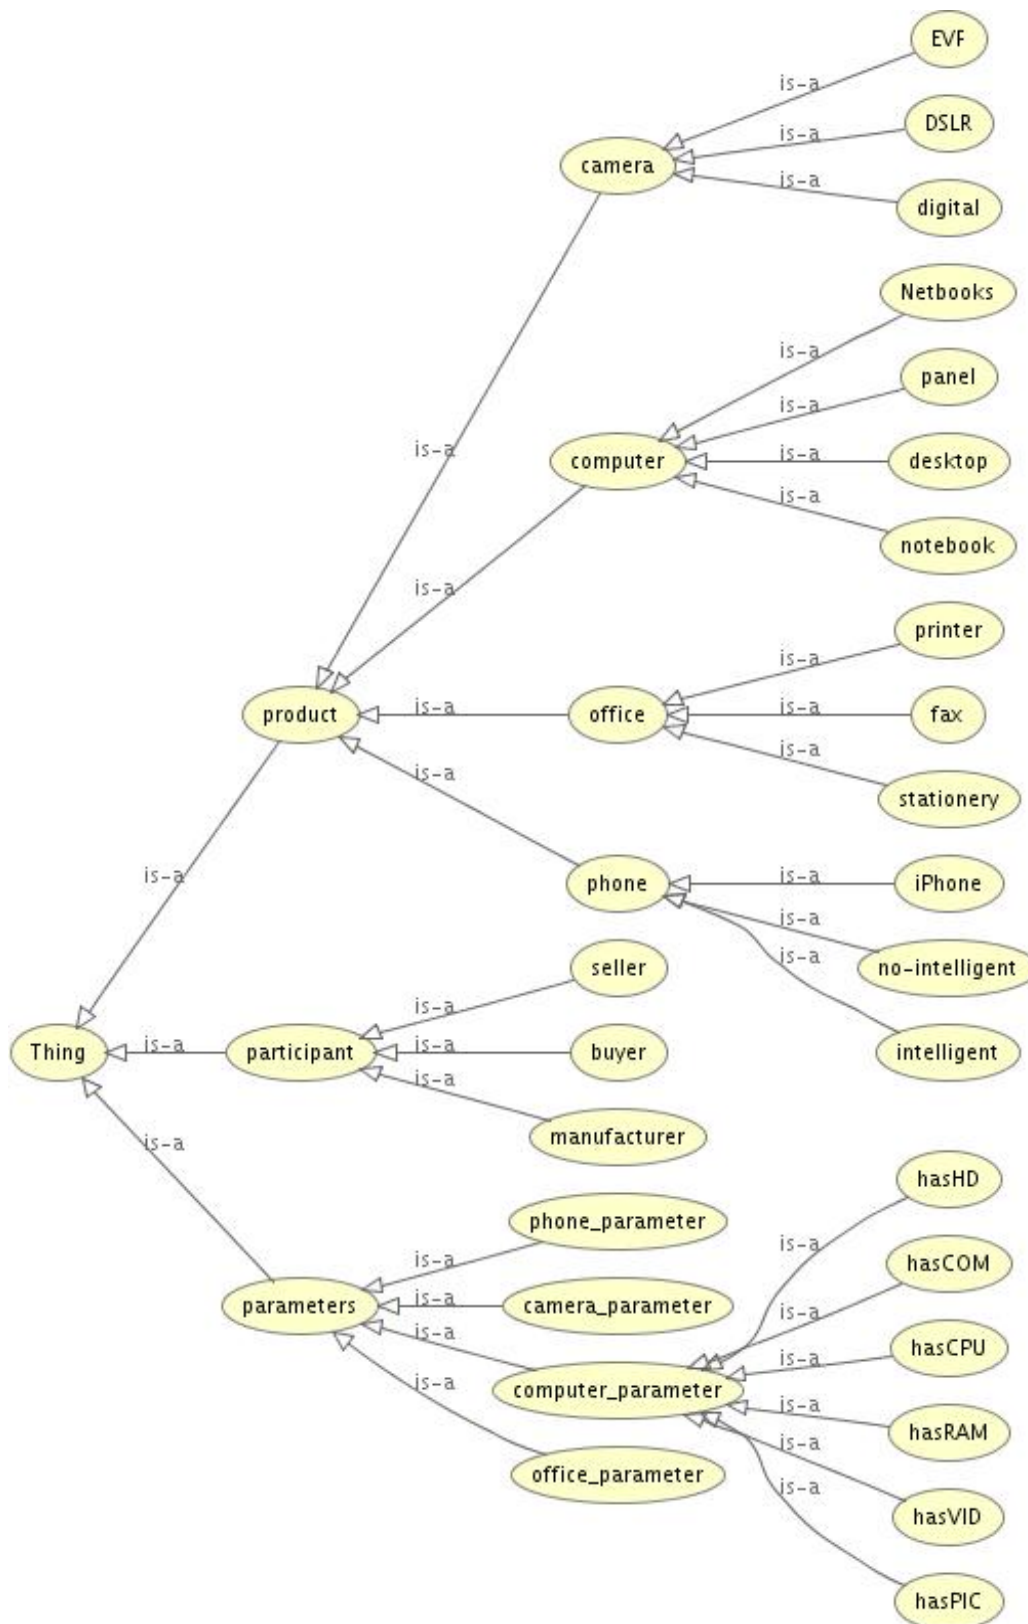 EVF
is-a
DSLR
is-a
camera
is-a
digital
Netbooks
is-a
panel
is-a
is-a
computer
is-a
desktop
is-a
notebook
is-a
printer
is-a
product
is-a
office
is-a
fax
is-a
is-a
stationery
is-a
phone
is-a
iPhone
is-a
no-intelligent
seller
is-a
is-a
Thing
is-a
participant
is-a
buyer
intelligent
is-a
manufacturer
is-a
hasHD
phone_parameter
is-a
is-a
hasCOM
parameters
is-a
camera_parameter
is-a
is-a
hasCPU
is-a
is-a
computer_parameter
is-a
hasRAM
is-a
office_parameter
is-a
hasVID
hasPIC